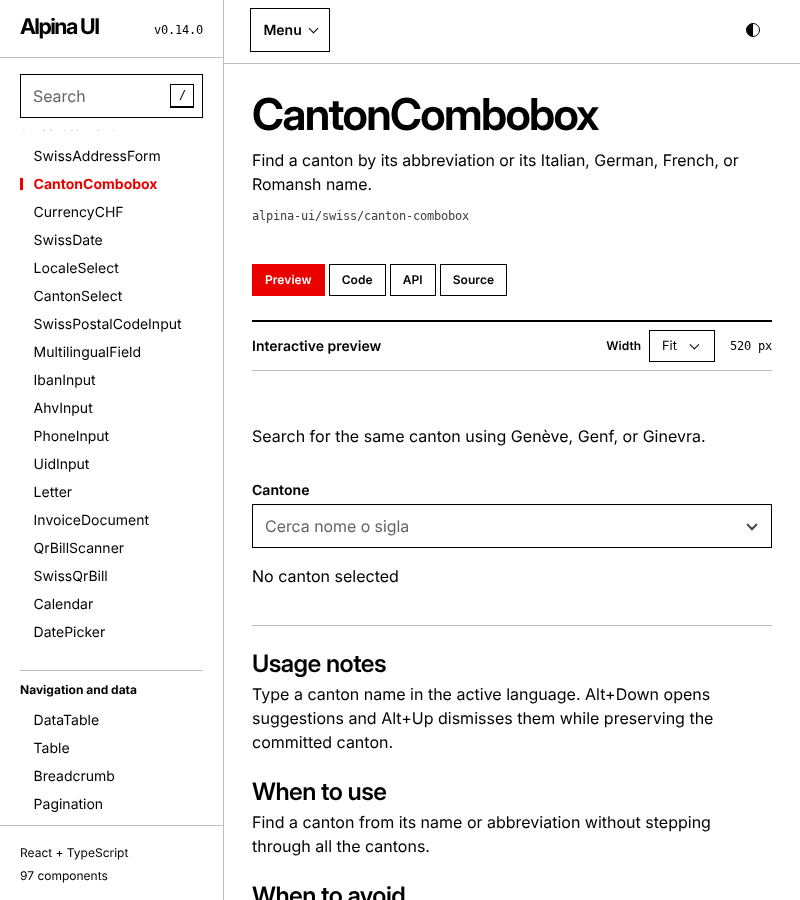 Alpina UI
v0.14.0
Search
/
SwissAddressForm
CantonCombobox
CurrencyCHF
SwissDate
LocaleSelect
CantonSelect
SwissPostalCodeInput
MultilingualField
IbanInput
AhvInput
PhoneInput
UidInput
Letter
InvoiceDocument
QrBillScanner
SwissQrBill
Calendar
DatePicker
Navigation and data
DataTable
Table
Breadcrumb
Pagination
React + TypeScript
97 components
Menu
CantonCombobox
Find a canton by its abbreviation or its Italian, German, French, or
Romansh name.
alpina-ui/swiss/canton-combobox
Preview
Code
API
Source
Interactive preview
Width
Fit
520 px
Search for the same canton using Genève, Genf, or Ginevra.
Cantone
Cerca nome o sigla
No canton selected
Usage notes
Type a canton name in the active language. Alt+Down opens
suggestions and Alt+Up dismisses them while preserving the
committed canton.
When to use
Find a canton from its name or abbreviation without stepping
through all the cantons.
When to avoid